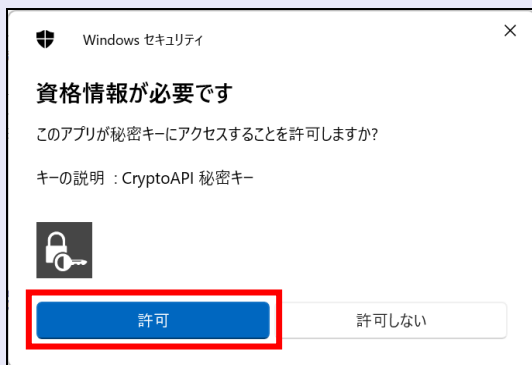 Windows セキュリティ
資格情報が必要です
このアプリが秘密キーにアクセスすることを許可しますか?
キーの説明 : CryptoAPI 秘密キー
許可
許可しない